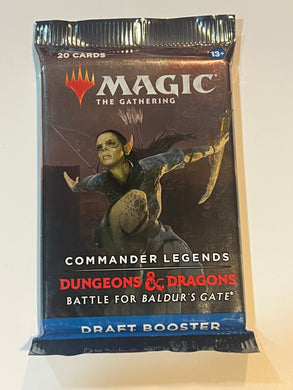 20 CARDS
13+
MAGIC
THE GATHERING
COMMANDER LEGENDS
DUNGEONS & DRAGONS
BATTLE FOR BALDUR'S GATE®
DRAFT BOOSTER